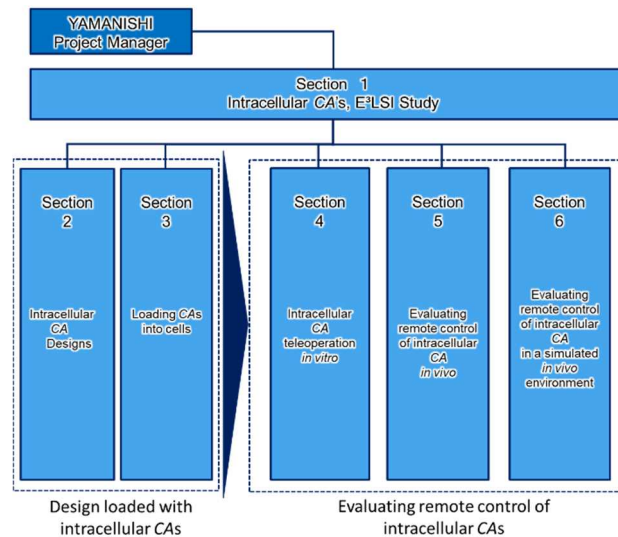 YAMANISHI
Project Manager
Section 1
Intracellular CA's, E³LSI Study
Section
2
Intracellular
CA
Designs
Section
3
Loading CAs
into cells
Section
4
Intracellular
CA
teleoperation
in vitro
Section
5
Evaluating
remote control
of intracellular
CA
in vivo
Section
6
Evaluating
remote control
of intracellular
CA
in a simulated
in vivo
environment
Design loaded with
intracellular CAs
Evaluating remote control of
intracellular CAs